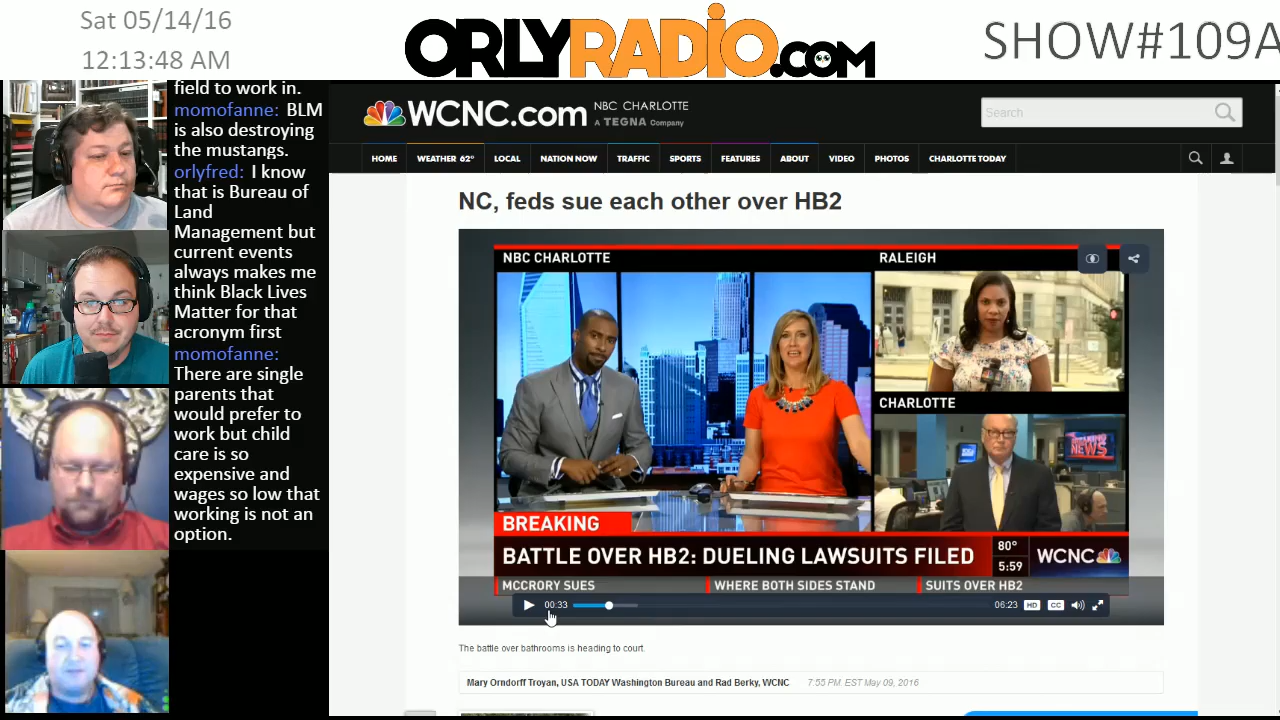 Sat 05/14/16
12:13:48 AM
ORLYRADIO.COM
SHOW#109A
field to work in.
momofanne: BLM
is also destroying
the mustangs.
orlyfred: I know
that is Bureau of
Land
Management but
current events
always makes me
think Black Lives
Matter for that
acronym first
momofanne:
There are single
parents that
would prefer to
work but child
care is so
expensive and
wages so low that
working is not an
option.
WCNC.com
NBC CHARLOTTE
A TEGNA Company
Search
HOME WEATHER 62° LOCAL NATION NOW TRAFFIC SPORTS FEATURES ABOUT VIDEO PHOTOS CHARLOTTE TODAY
NC, feds sue each other over HB2
NBC CHARLOTTE
RALEIGH
CHARLOTTE
BREAKING NEWS
BREAKING
BATTLE OVER HB2: DUELING LAWSUITS FILED
80°
5:59
WCNC
MCCRORY SUES WHERE BOTH SIDES STAND SUITS OVER HB2
00:33 06:23 HD CC
The battle over bathrooms is heading to court.
Mary Orndorff Troyan, USA TODAY Washington Bureau and Rad Berky, WCNC 7:55 PM. EST May 09, 2016